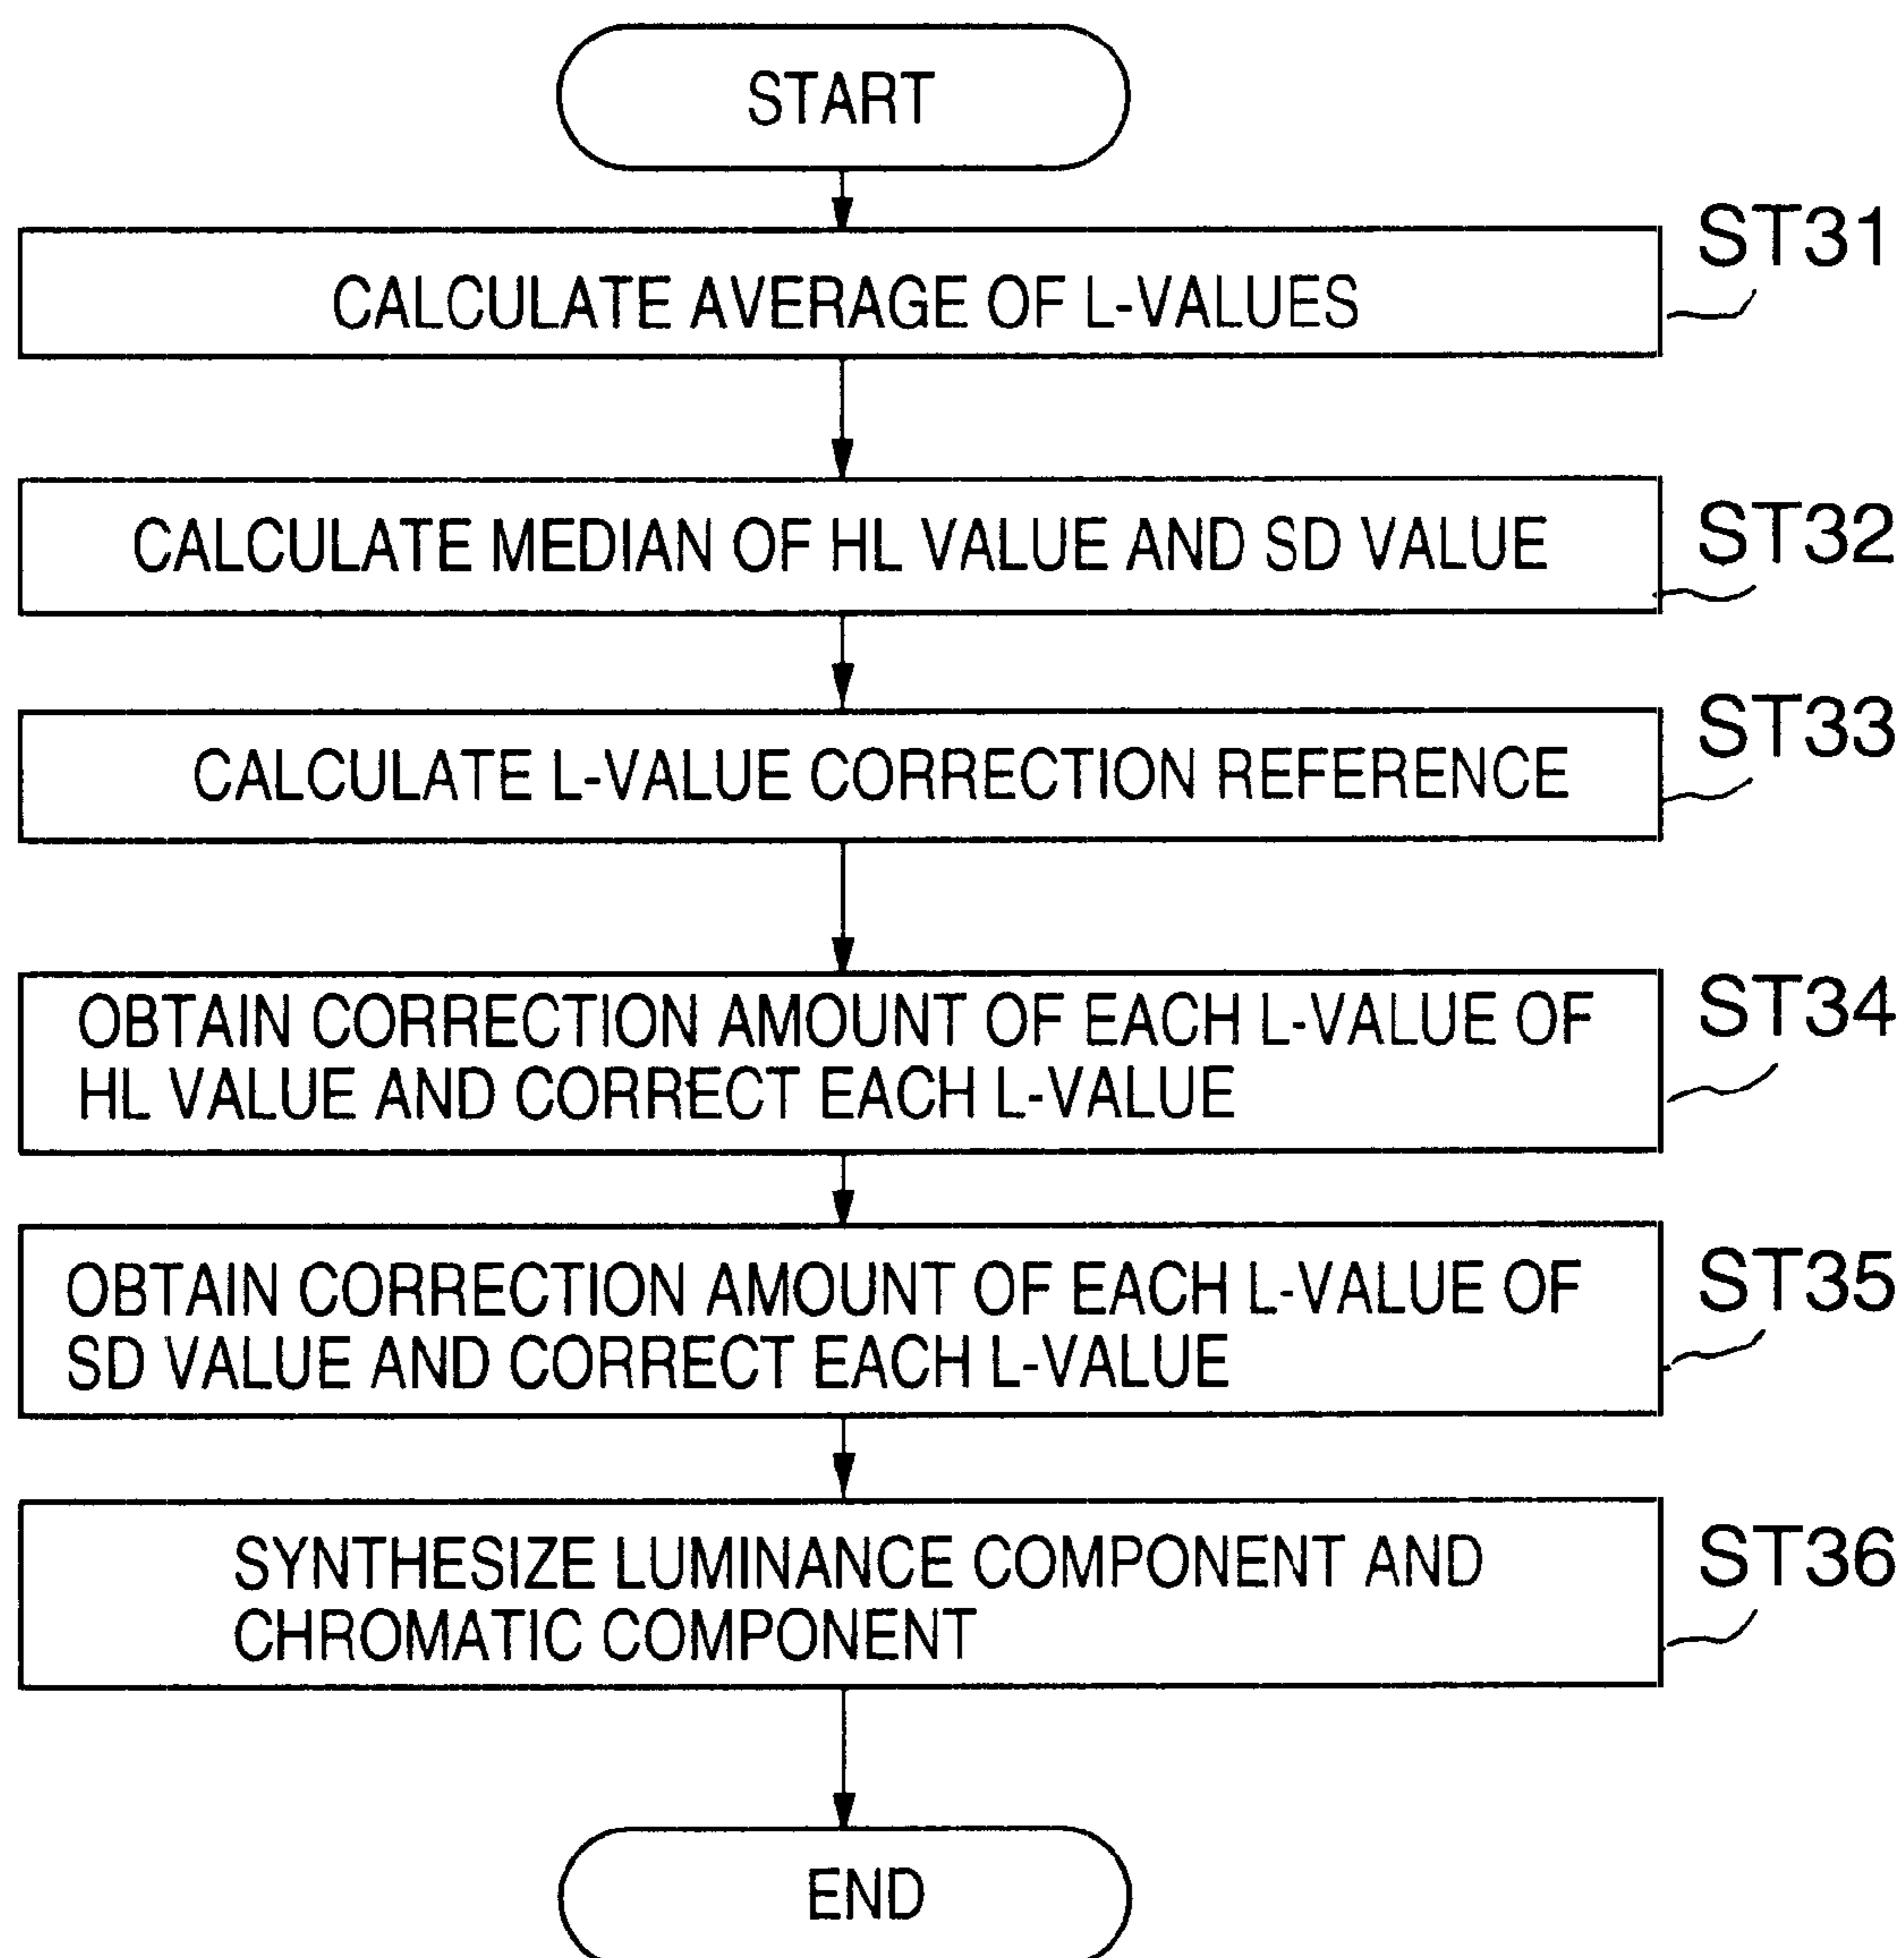 START
ST31
CALCULATE AVERAGE OF L-VALUES
CALCULATE MEDIAN OF HL VALUE AND SD VALUE
ST32
ST33
CALCULATE L-VALUE CORRECTION REFERENCE
ST34
OBTAIN CORRECTION AMOUNT OF EACH L-VALUE OF
HL VALUE AND CORRECT EACH L-VALUE
ST35
OBTAIN CORRECTION AMOUNT OF EACH L-VALUE OF
SD VALUE AND CORRECT EACH L-VALUE
ST36
SYNTHESIZE LUMINANCE COMPONENT AND
CHROMATIC COMPONENT
END